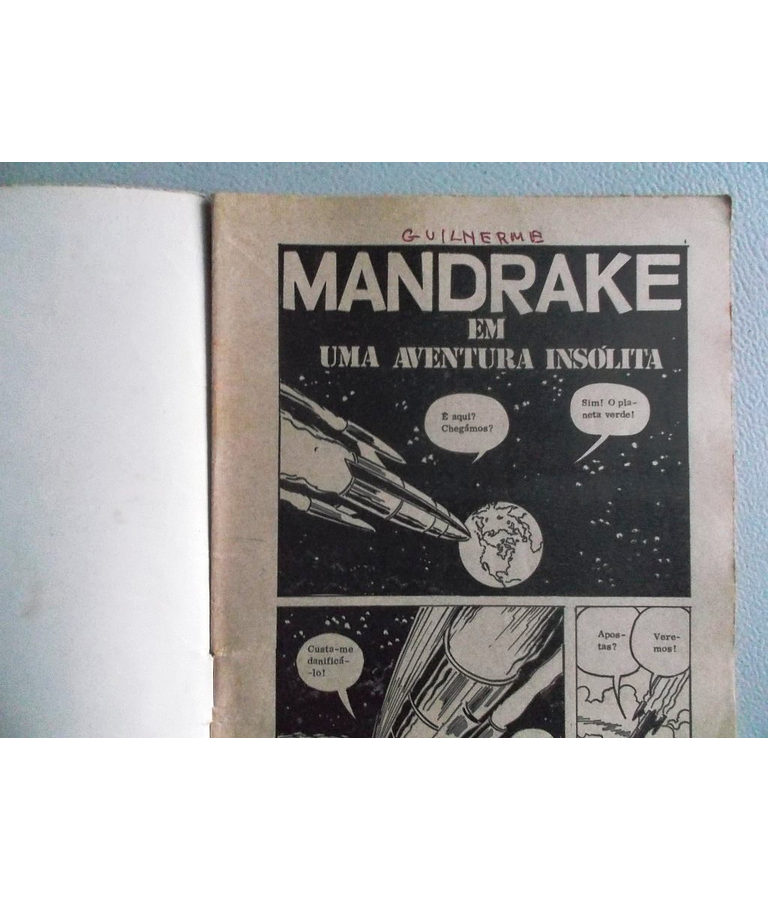 GUILHERME
MANDRAKE
EM
UMA AVENTURA INSÓLITA
É aqui?
Chegámos?
Sim! O pla-
neta verde!
Custa-me
danificá-
-lo!
Apos-
tas?
Vere-
mos!